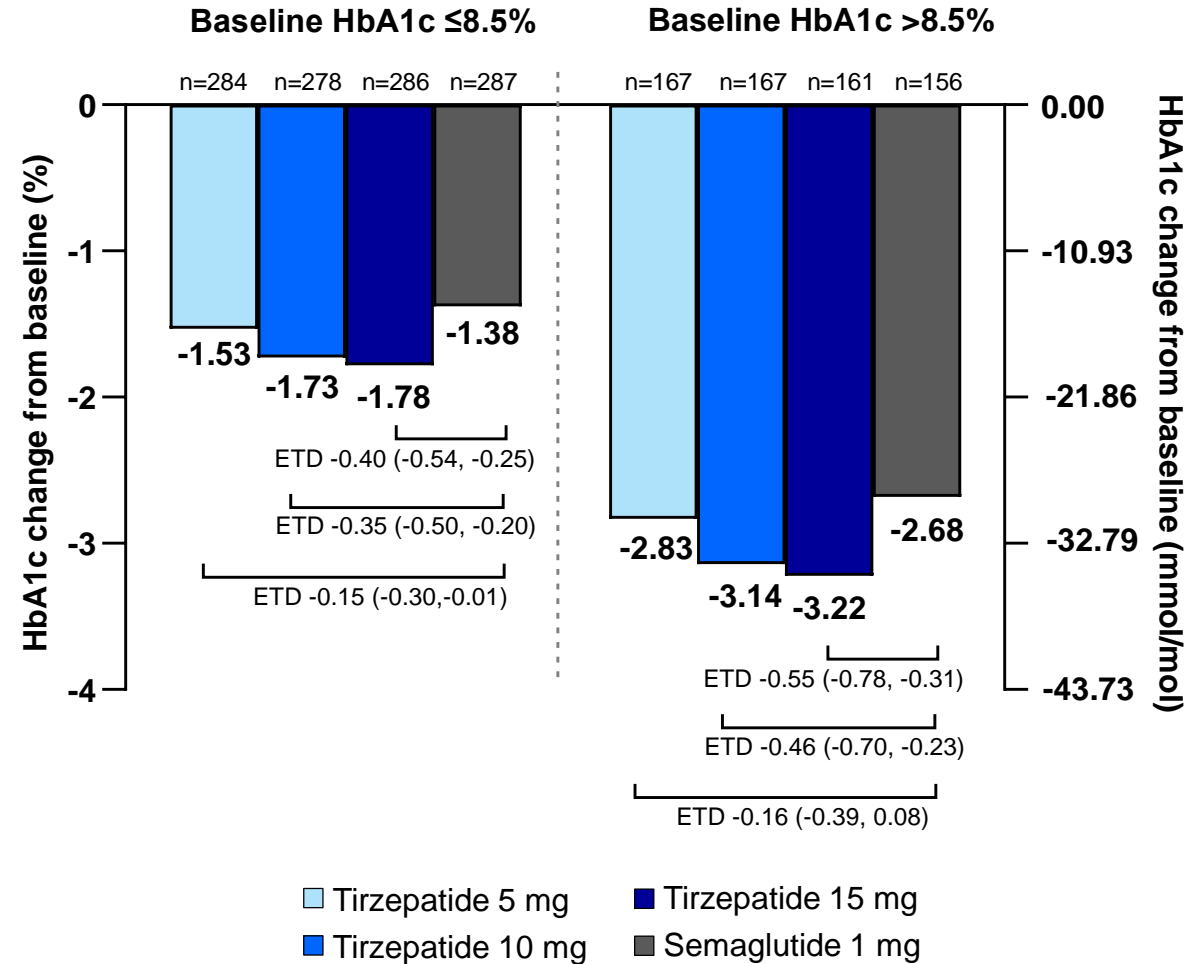 Baseline HbA1c ≤8.5%
n=284 n=278 n=286 n=287
HbA1c change from baseline (%)
0
-1
-2
-3
-4
-1.53
-1.73
-1.78
-1.38
ETD -0.40 (-0.54, -0.25)
ETD -0.35 (-0.50, -0.20)
ETD -0.15 (-0.30,-0.01)
Baseline HbA1c >8.5%
n=167 n=167 n=161 n=156
-2.83
-3.14
-3.22
-2.68
ETD -0.55 (-0.78, -0.31)
ETD -0.46 (-0.70, -0.23)
ETD -0.16 (-0.39, 0.08)
0.00
-10.93
-21.86
-32.79
-43.73
HbA1c change from baseline (mmol/mol)
Tirzepatide 5 mg
Tirzepatide 10 mg
Tirzepatide 15 mg
Semaglutide 1 mg